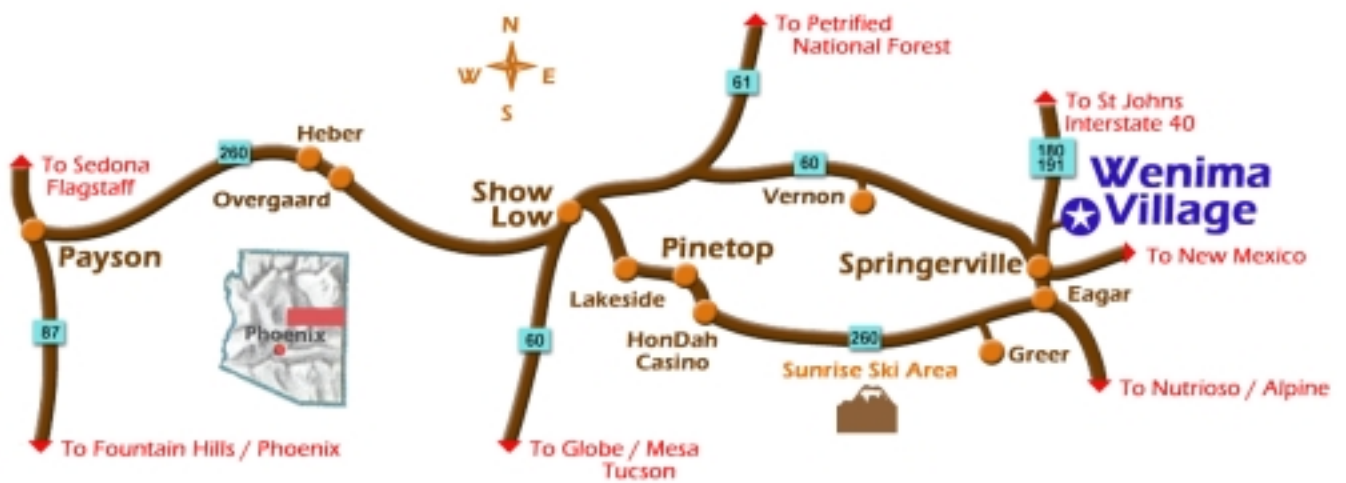 N
W E
S
To Petrified
National Forest
61
To St Johns
Interstate 40
180
191
Wenima
Village
To Sedona
Flagstaff
260
Heber
Overgaard
Show
Low
60
Vernon
Payson
Pinetop
Springerville
To New Mexico
Lakeside
Eagar
87
Phoenix
60
HonDah
Casino
260
Greer
Sunrise Ski Area
To Nutrioso / Alpine
To Fountain Hills / Phoenix
To Globe / Mesa
Tucson